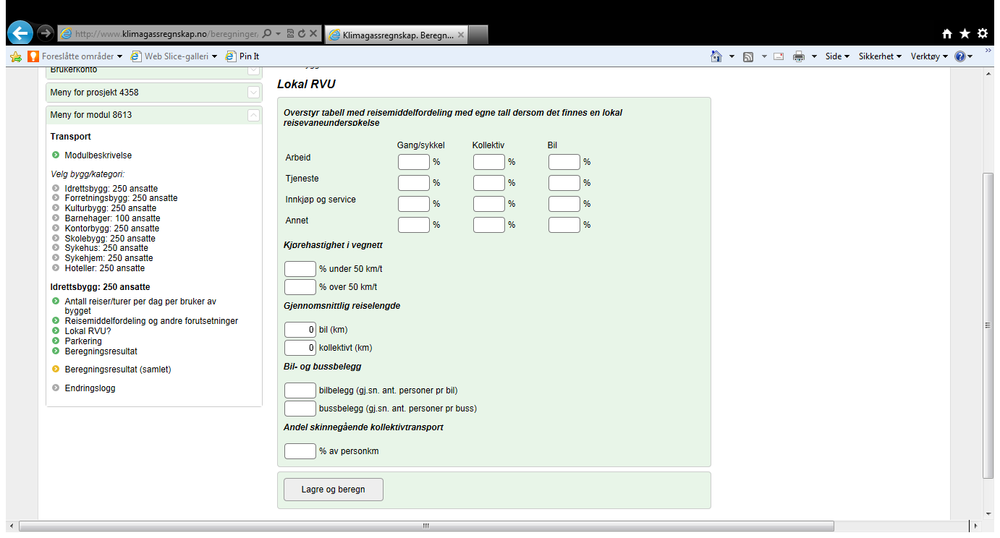 http://www.klimagassregnskap.no/beregninger,
Klimagassregnskap. Beregn...
Foreslåtte områder
Web Slice-galleri
Pin It
Side
Sikkerhet
Verktøy
Brukerkonto
Meny for prosjekt 4358
Meny for modul 8613
Transport
Modulbeskrivelse
Velg bygg/kategori:
Idrettsbygg: 250 ansatte
Forretningsbygg: 250 ansatte
Kulturbygg: 250 ansatte
Barnehager: 100 ansatte
Kontorbygg: 250 ansatte
Skolebygg: 250 ansatte
Sykehus: 250 ansatte
Sykehjem: 250 ansatte
Hoteller: 250 ansatte
Idrettsbygg: 250 ansatte
Antall reiser/turer per dag per bruker av
bygget
Reisemiddelfordeling og andre forutsetninger
Lokal RVU?
Parkering
Beregningsresultat
Beregningsresultat (samlet)
Endringslogg
Lokal RVU
Overstyr tabell med reisemiddelfordeling med egne tall dersom det finnes en lokal
reisevaneundersøkelse
Gang/sykkel Kollektiv Bil
Arbeid % % %
Tjeneste % % %
Innkjøp og service % % %
Annet % % %
Kjørehastighet i vegnett
% under 50 km/t
% over 50 km/t
Gjennomsnittlig reiselengde
0 bil (km)
0 kollektivt (km)
Bil- og bussbelegg
bilbelegg (gj.sn. ant. personer pr bil)
bussbelegg (gj.sn. ant. personer pr buss)
Andel skinnegående kollektivtransport
% av personkm
Lagre og beregn